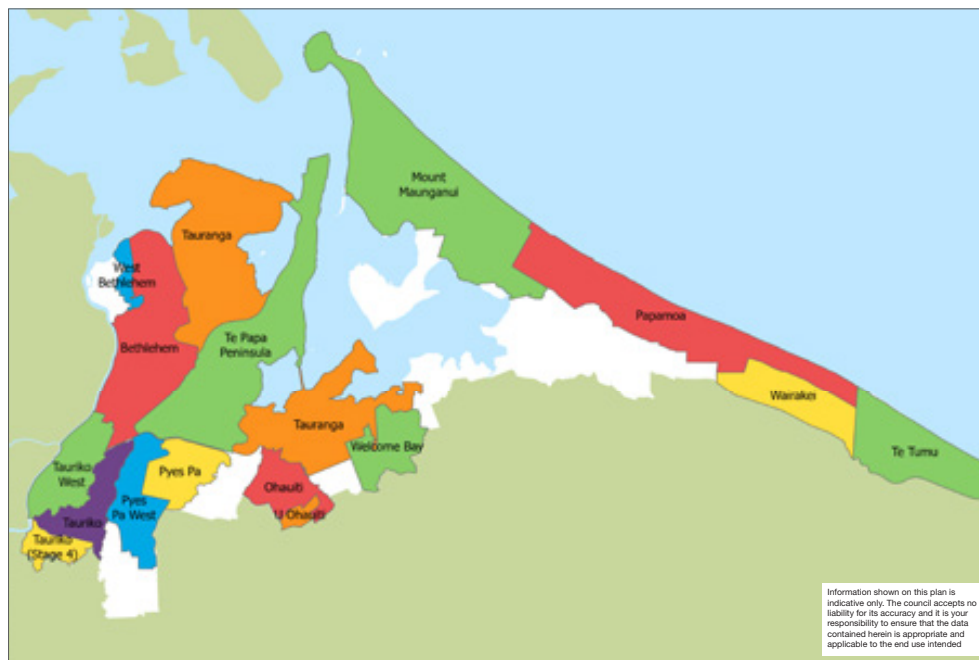 Mount
Maunganui
Tauranga
West
Bethlehem
Papamoa
Te Papa
Peninsula
Bethlehem
Wairakei
Tauranga
Welcome Bay
Te Tumu
Tauriko
West
Pyes Pa
Ohauiti
Pyes
Pa West
U Ohauiti
Tauriko
Tauriko
(Stage 4)
Information shown on this plan is
indicative only. The council accepts no
liability for its accuracy and it is your
responsibility to ensure that the data
contained herein is appropriate and
applicable to the end use intended